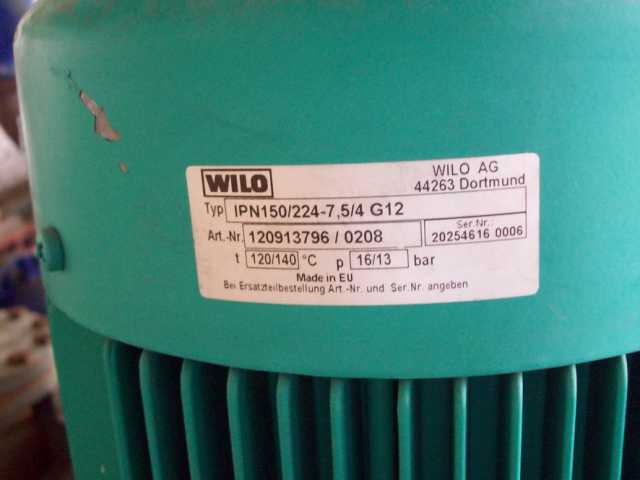 WILO
WILO AG
44263 Dortmund
Typ IPN150/224-7,5/4 G12
Art.-Nr. 120913796 / 0208
Ser.Nr.:
20254616 0006
t 120/140 °C p 16/13 bar
Made in EU
Bei Ersatzteilbestellung Art.-Nr. und Ser.Nr. angeben